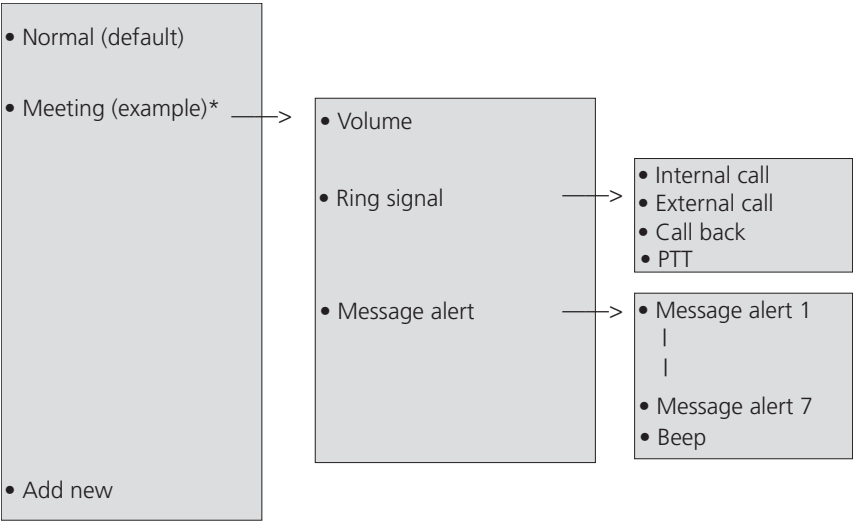 • Normal (default)
• Meeting (example)* —>
• Volume
• Ring signal —>
• Internal call
• External call
• Call back
• PTT
• Message alert —>
• Message alert 1
|
|
• Message alert 7
• Beep
• Add new